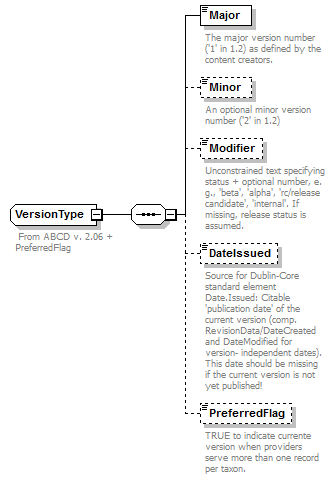 Major
The major version number
('1' in 1.2) as defined by the
content creators.
Minor
An optional minor version
number ('2' in 1.2)
Modifier
Unconstrained text specifying
status + optional number, e.
g., 'beta', 'alpha', 'rc/release
candidate', 'internal'. If
missing, release status is
assumed.
VersionType
From ABCD v. 2.06 +
PreferredFlag
DateIssued
Source for Dublin-Core
standard element
Date.Issued: Citable
'publication date' of the
current version (comp.
RevisionData/DateCreated
and DateModified for
version- independent dates).
This date should be missing
if the current version is not
yet published!
PreferredFlag
TRUE to indicate currente
version when providers
serve more than one record
per taxon.